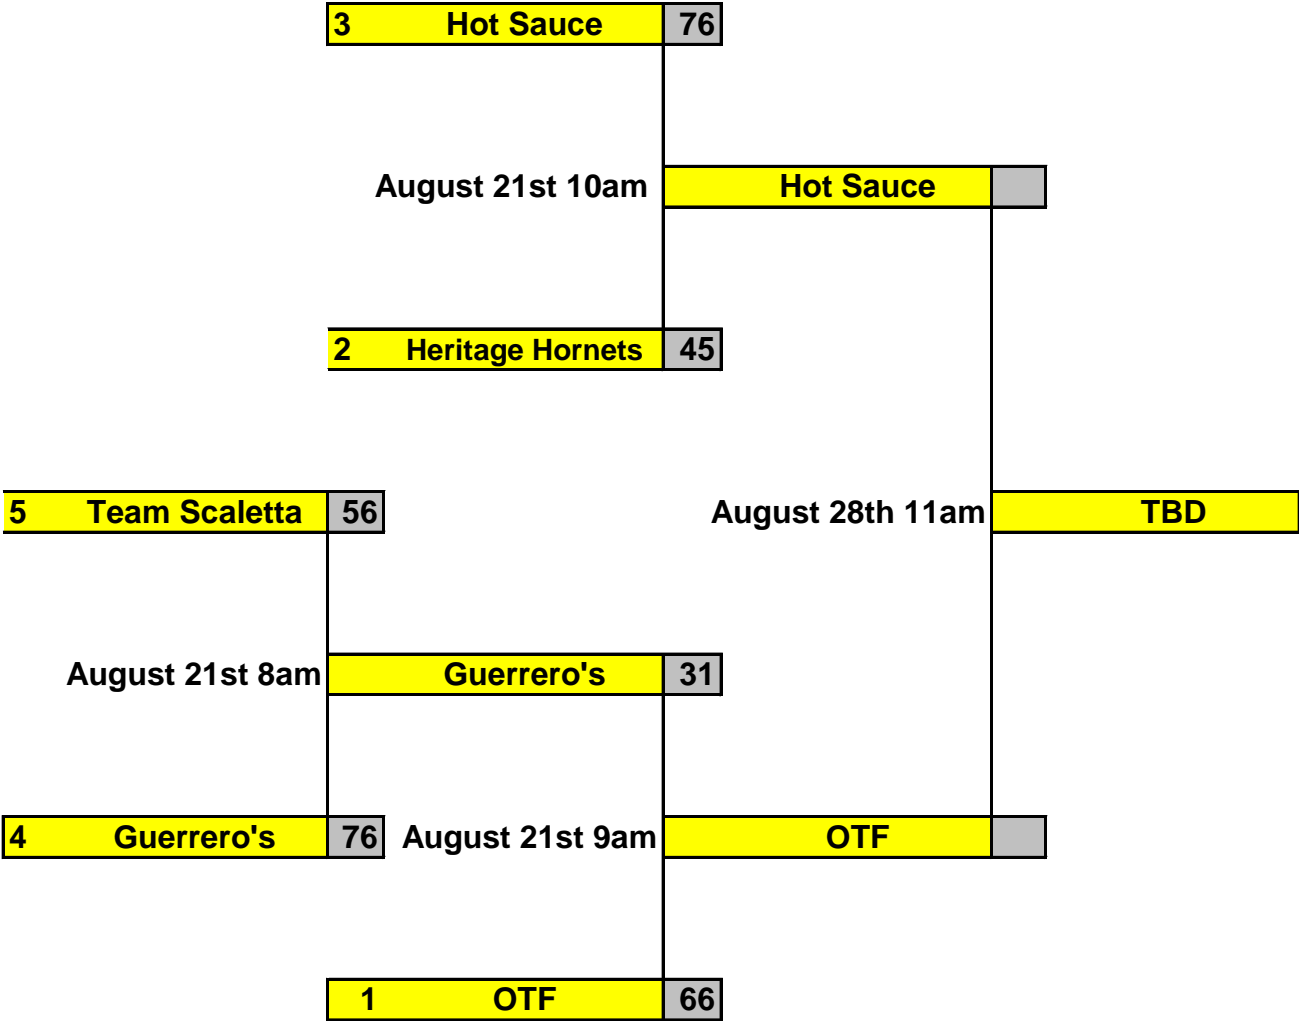 3 Hot Sauce 76
August 21st 10am Hot Sauce
2 Heritage Hornets 45
5 Team Scaletta 56 August 28th 11am TBD
August 21st 8am Guerrero's 31
4 Guerrero's 76 August 21st 9am OTF
1 OTF 66